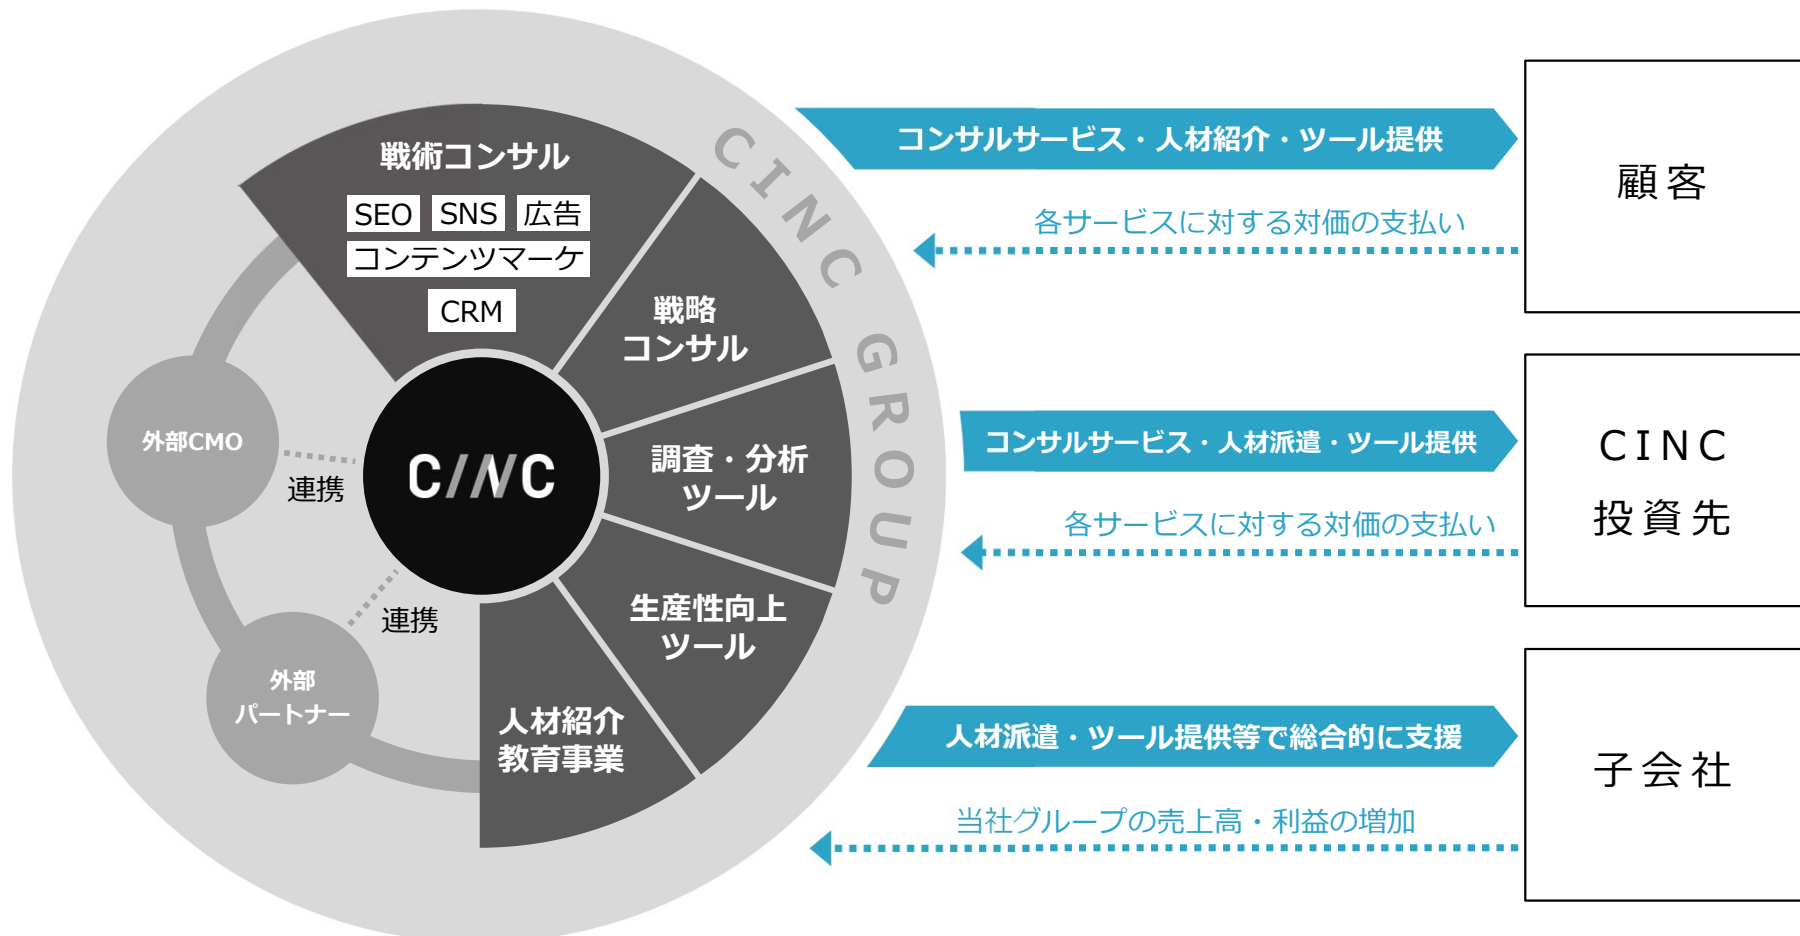 戦術コンサル
SEO SNS 広告
コンテンツマーケ
CRM
戦略
コンサル
調査・分析
ツール
生産性向上
ツール
人材紹介
教育事業
CINC
外部CMO
連携
外部
パートナー
連携
CINC GROUP
コンサルサービス・人材紹介・ツール提供
各サービスに対する対価の支払い
顧客
コンサルサービス・人材派遣・ツール提供
各サービスに対する対価の支払い
CINC
投資先
人材派遣・ツール提供等で総合的に支援
当社グループの売上高・利益の増加
子会社